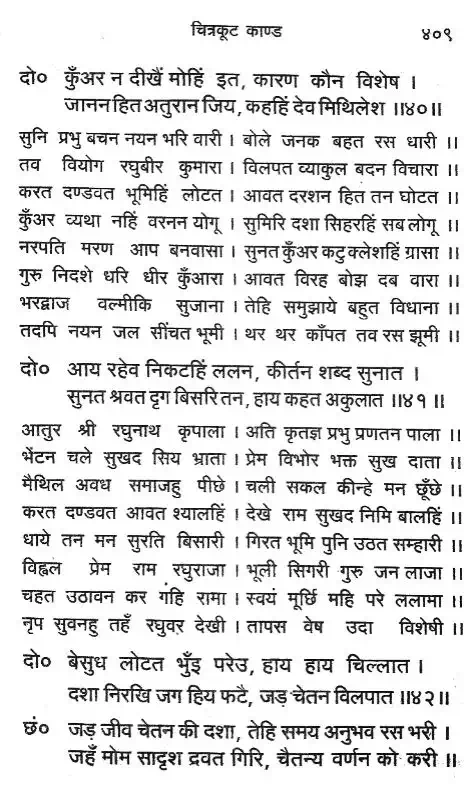 चित्रकूट काण्ड ४०९
दो० कुँअर न दीखैं मोहिं इत, कारण कौन विशेष ।
जानन हित अतुरान जिय, कहहिं देव मिथिलेश ।।४०।।
सुनि प्रभु बचन नयन भरि वारी । बोले जनक बहत रस धारी ।।
तव वियोग रघुबीर कुमारा । विलपत व्याकुल बदन विचारा ।।
करत दण्डवत भूमिहिं लोटत । आवत दरशन हित तन घोटत ।।
कुँअर व्यथा नहिं वरनन योगू । सुमिरि दशा सिहरहिं सब लोगू ।।
नरपति मरण आप बनवासा । सुनत कुँअर कटु क्लेशहिं ग्रासा ।।
गुरु निदशे धरि धीर कुँआरा । आवत विरह बोझ दब वारा ।।
भरद्वाज वल्मीकि सुजाना । तेहि समुझाये बहुत विधाना ।।
तदपि नयन जल सींचत भूमी । थर थर काँपत तव रस झूमी ।।
दो० आय रहेव निकटहिं ललन, कीर्तन शब्द सुनात ।
सुनत श्रवत दृग बिसरि तन, हाय कहत अकुलात ।।४१।।
आतुर श्री रघुनाथ कृपाला । अति कृतज्ञ प्रभु प्रणतन पाला ।।
भेंटन चले सुखद सिय भ्राता । प्रेम विभोर भक्त सुख दाता ।।
मैथिल अवध समाजहु पीछे । चली सकल कीन्हे मन छूँछे ।।
करत दण्डवत आवत श्यालहिं । देखे राम सुखद निमि बालहिं ।।
धाये तन मन सुरति बिसारी । गिरत भूमि पुनि उठत सम्हारी ।।
विह्वल प्रेम राम रघुराजा । भूली सिगरी गुरु जन लाजा ।।
चहत उठावन कर गहि रामा । स्वयं मूर्छि महि परे ललामा ।।
नृप सुवनहु तहँ रघुवर देखी । तापस वेष उदा विशेषी ।।
दो० बेसुध लोटत भुँइ परेउ, हाय हाय चिल्लात ।
दशा निरखि जग हिय फटै, जड़ चेतन विलपात ।।४२।।
छं० जड़ जीव चेतन की दशा, तेहि समय अनुभव रस भरी ।
जहँ मोम सादृश द्रवत गिरि, चैतन्य वर्णन को करी ।।